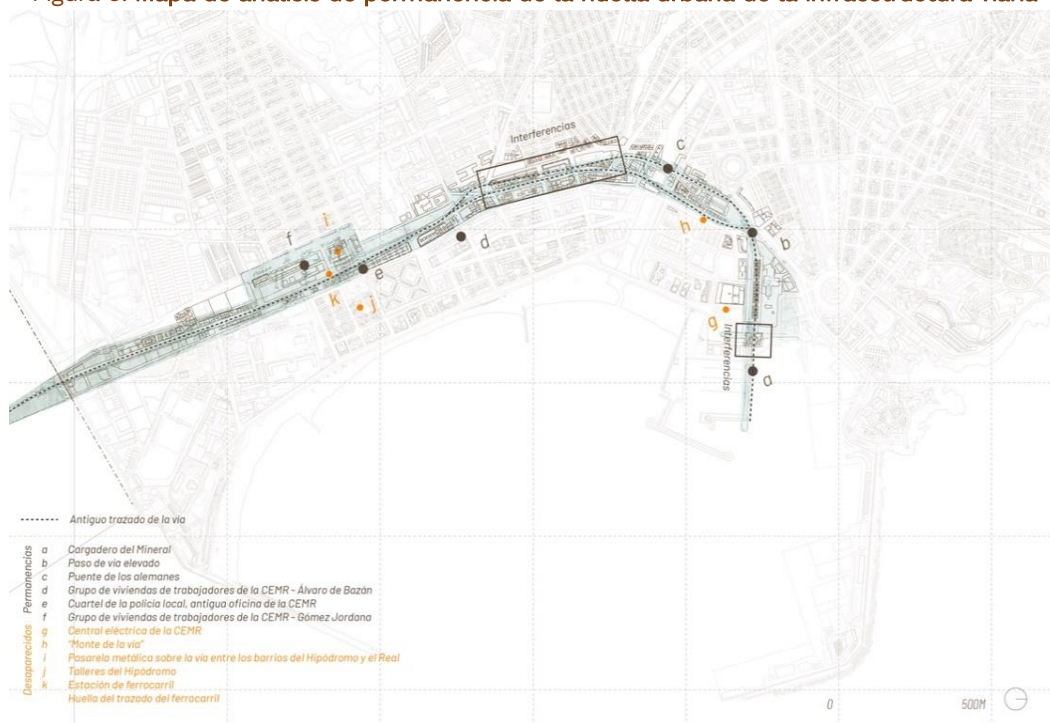 Figura 5. Mapa de análisis de permanencia de la huella urbana de la infraestructura viaria
Interferencias
c
i
f
h
b
d
e
k
j
g
Interferencias
a
Antiguo trazado de la vía
Permanencias
a Cargadero del Mineral
b Paso de vía elevado
c Puente de los alemanes
d Grupo de viviendas de trabajadores de la CEMR - Álvaro de Bazán
e Cuartel de la policía local, antigua oficina de la CEMR
f Grupo de viviendas de trabajadores de la CEMR - Gómez Jordana
Desaparecidos
g Central eléctrica de la CEMR
h "Monte de la vía"
i Pasarela metálica sobre la vía entre los barrios del Hipódromo y el Real
j Talleres del Hipódromo
k Estación de ferrocarril
Huella del trazado del ferrocarril
0 500M